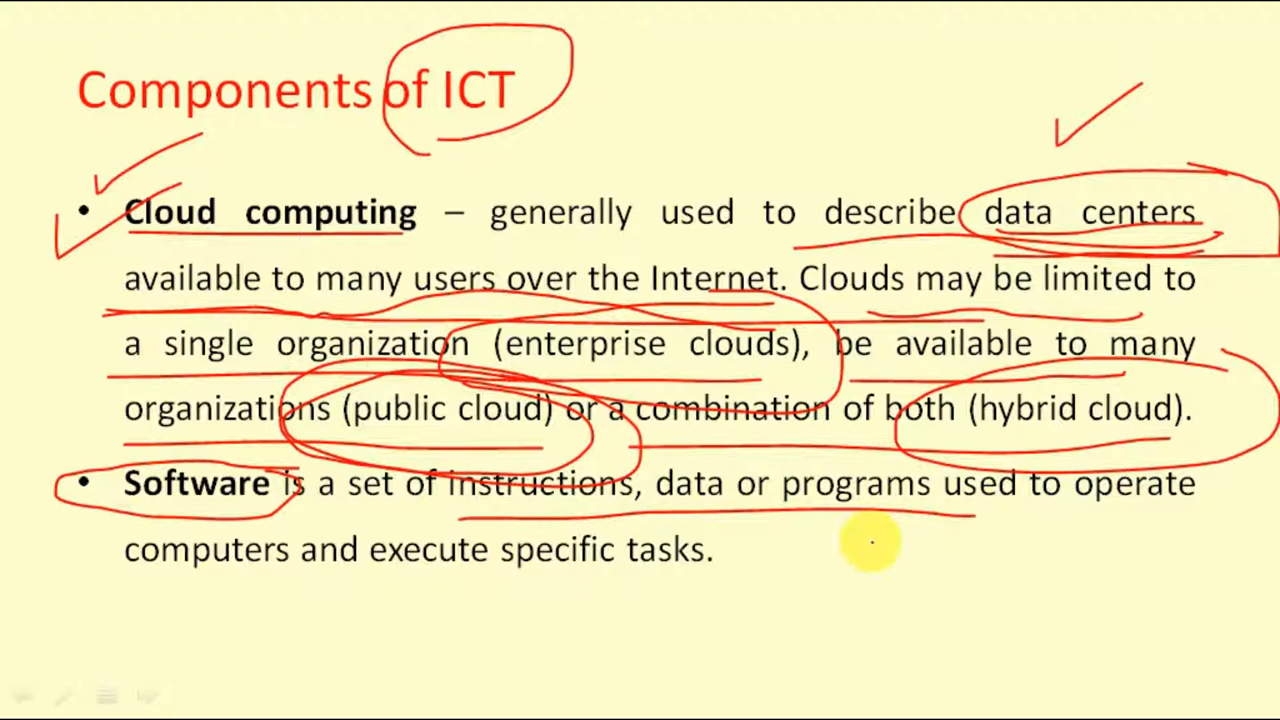 Components of ICT
• Cloud computing – generally used to describe data centers
available to many users over the Internet. Clouds may be limited to
a single organization (enterprise clouds), be available to many
organizations (public cloud) or a combination of both (hybrid cloud).
• Software is a set of instructions, data or programs used to operate
computers and execute specific tasks.